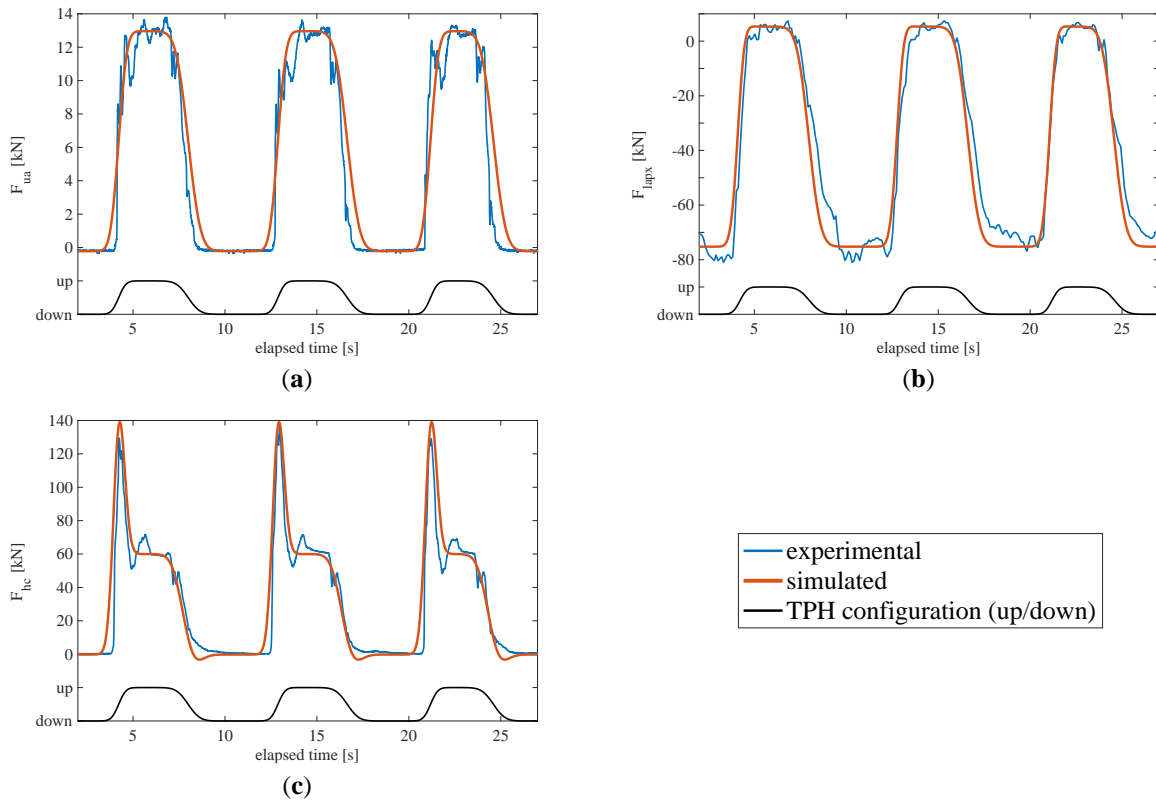 14
12
10
8
6
4
2
0
up
down
F_ua [kN]
5 10 15 20 25
elapsed time [s]
(a)
0
-20
-40
-60
-80
up
down
F_lapx [kN]
5 10 15 20 25
elapsed time [s]
(b)
140
120
100
80
60
40
20
0
up
down
F_hc [kN]
5 10 15 20 25
elapsed time [s]
(c)
experimental
simulated
TPH configuration (up/down)